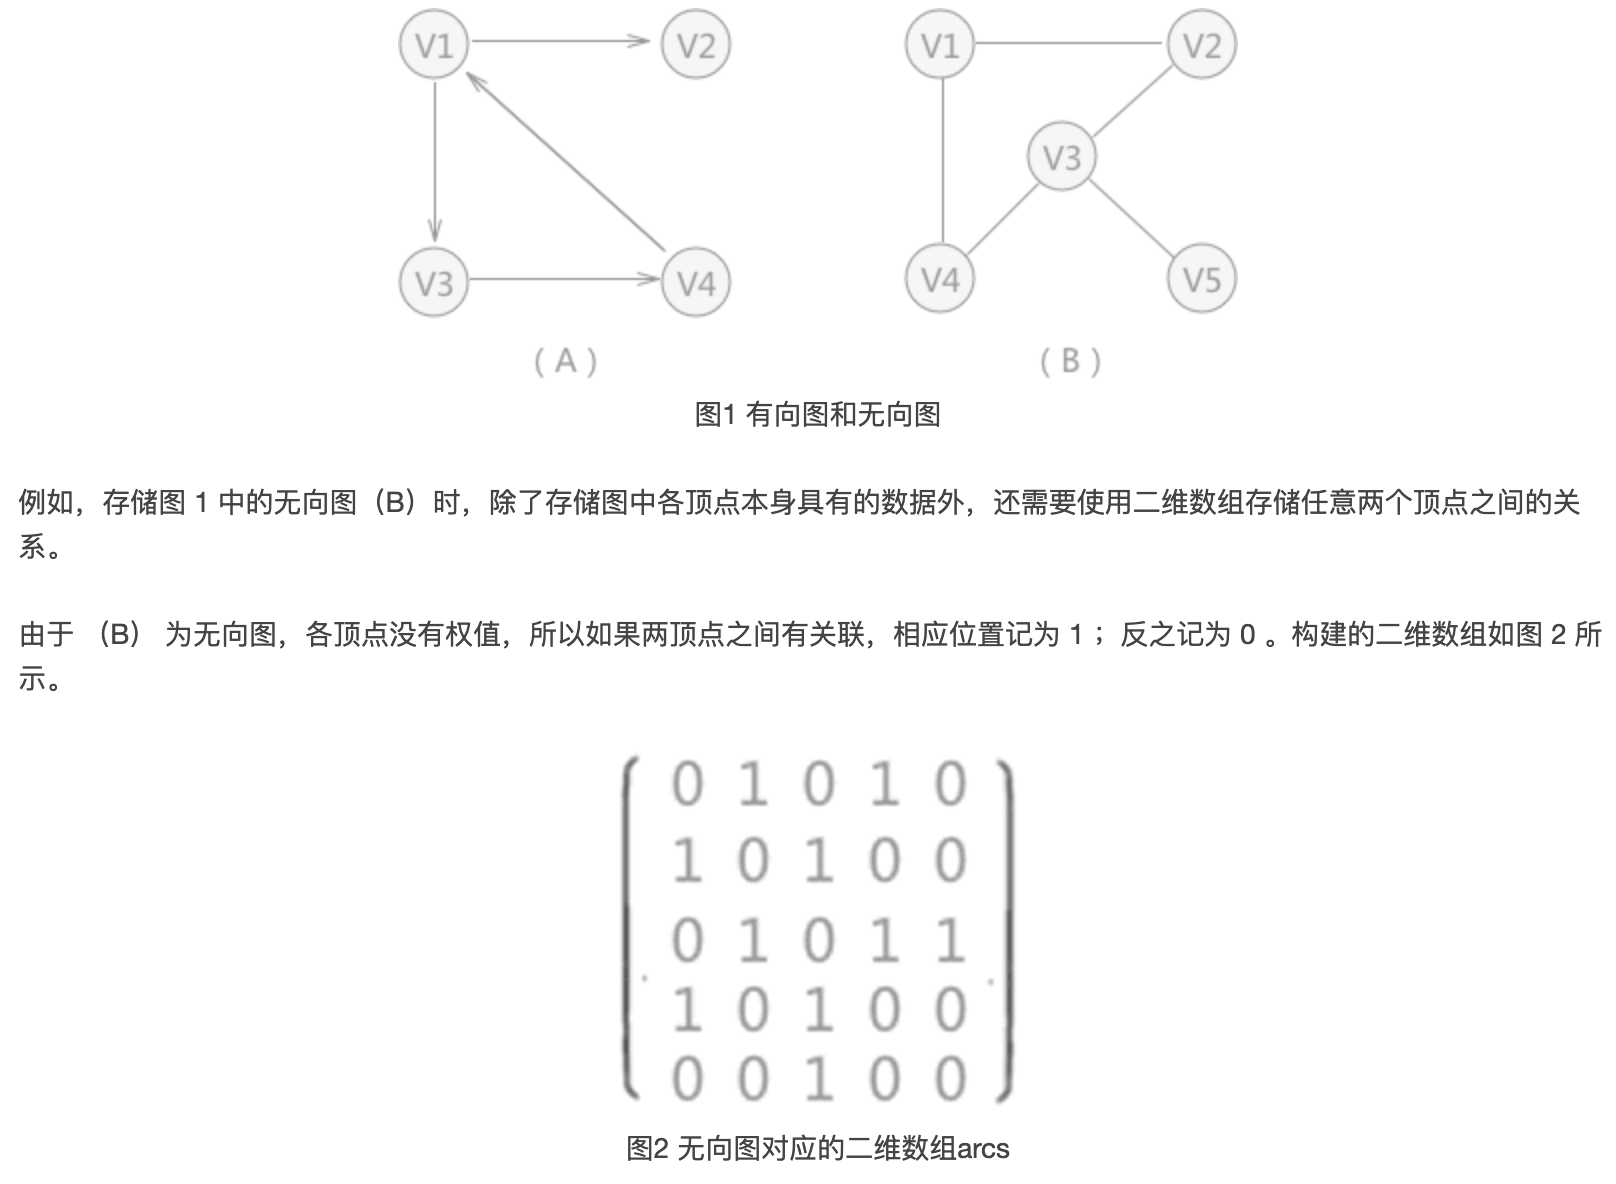 V1 V2 V1 V2
V3
V3 V4 V4 V5
( A ) ( B )
图1 有向图和无向图
例如，存储图 1 中的无向图（B）时，除了存储图中各顶点本身具有的数据外，还需要使用二维数组存储任意两个顶点之间的关
系。
由于 （B） 为无向图，各顶点没有权值，所以如果两顶点之间有关联，相应位置记为 1 ；反之记为 0 。构建的二维数组如图 2 所
示。
0 1 0 1 0
1 0 1 0 0
0 1 0 1 1
1 0 1 0 0
0 0 1 0 0
图2 无向图对应的二维数组arcs